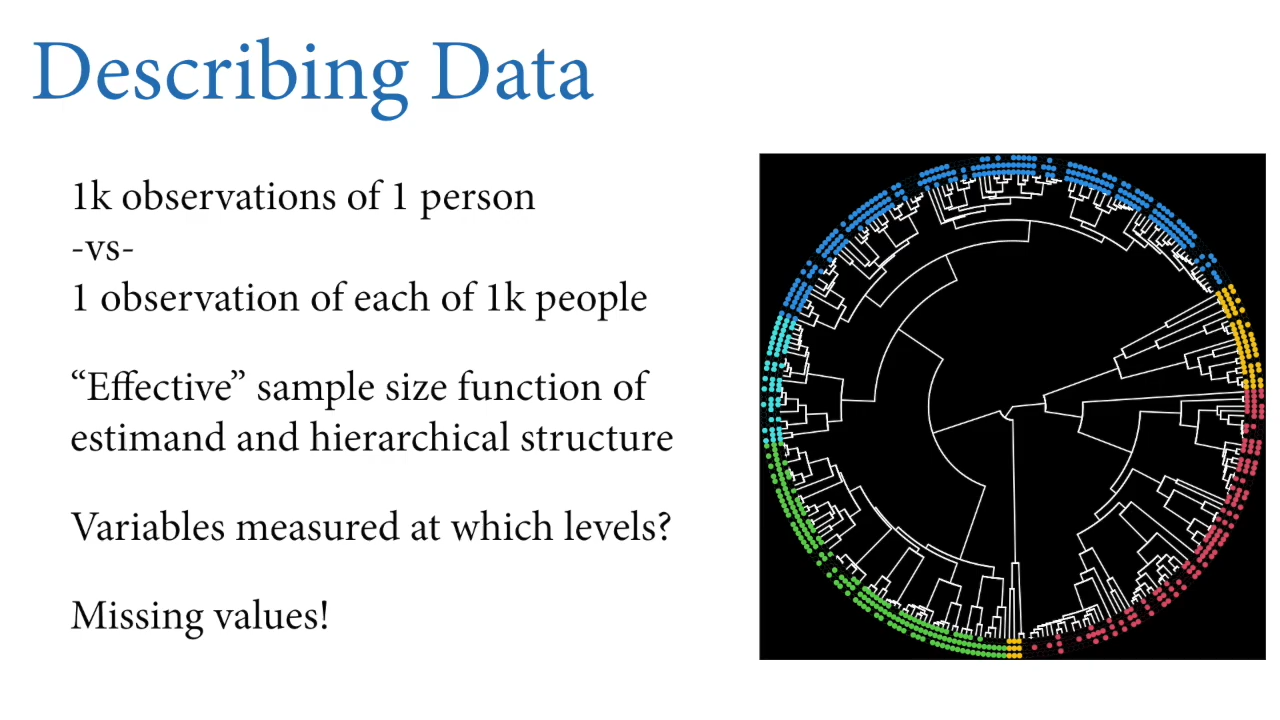 Describing Data
1k observations of 1 person
-vs-
1 observation of each of 1k people
“Effective” sample size function of
estimand and hierarchical structure
Variables measured at which levels?
Missing values!